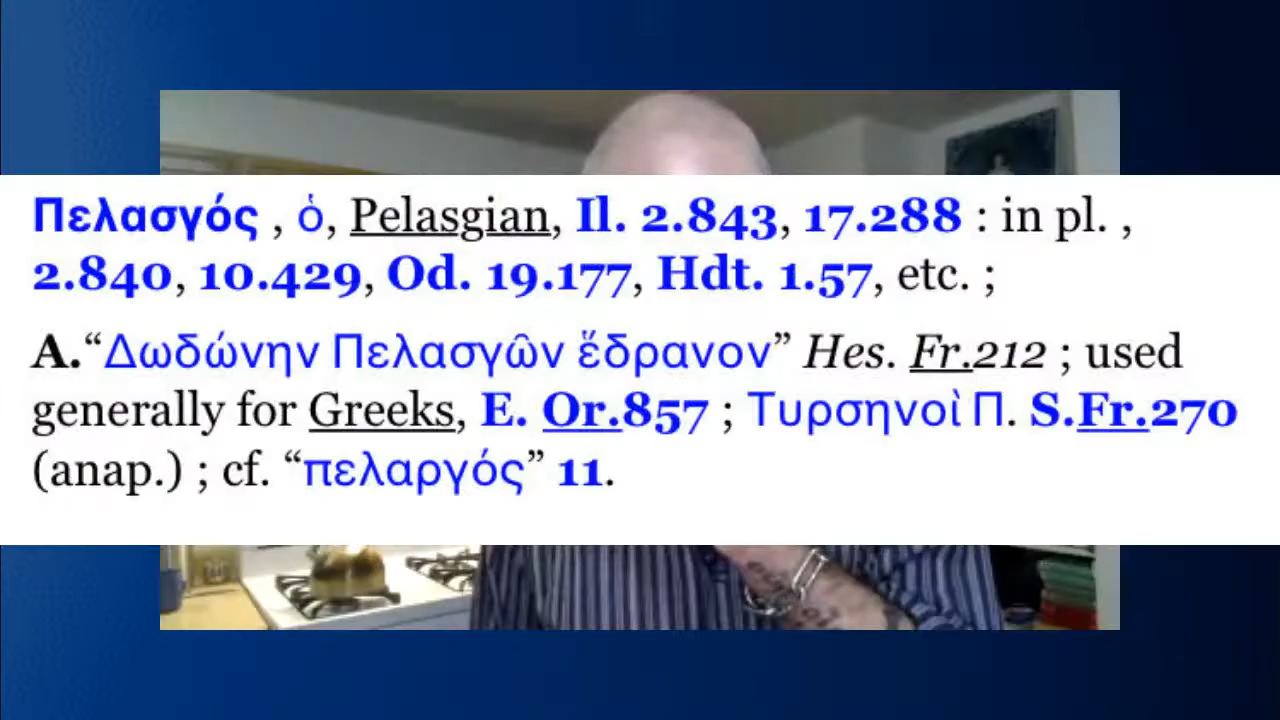 Πελασγός , ὁ, Pelasgian, Il. 2.843, 17.288 : in pl. ,
2.840, 10.429, Od. 19.177, Hdt. 1.57, etc. ;
A.“Δωδώνην Πελασγῶν ἕδρανον” Hes. Fr.212 ; used
generally for Greeks, E. Or.857 ; Τυρσηνοὶ Π. S.Fr.270
(anap.) ; cf. “πελαργός” 11.